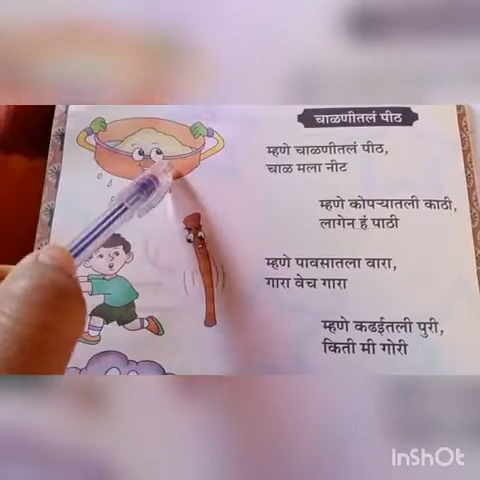 चाळणीतलं पीठ
म्हणे चाळणीतलं पीठ,
चाळ मला नीट
म्हणे कोपऱ्यातली काठी,
लागेन हं पाठी
म्हणे पावसातला वारा,
गारा वेच गारा
म्हणे कढईतली पुरी,
किती मी गोरी
InShOt